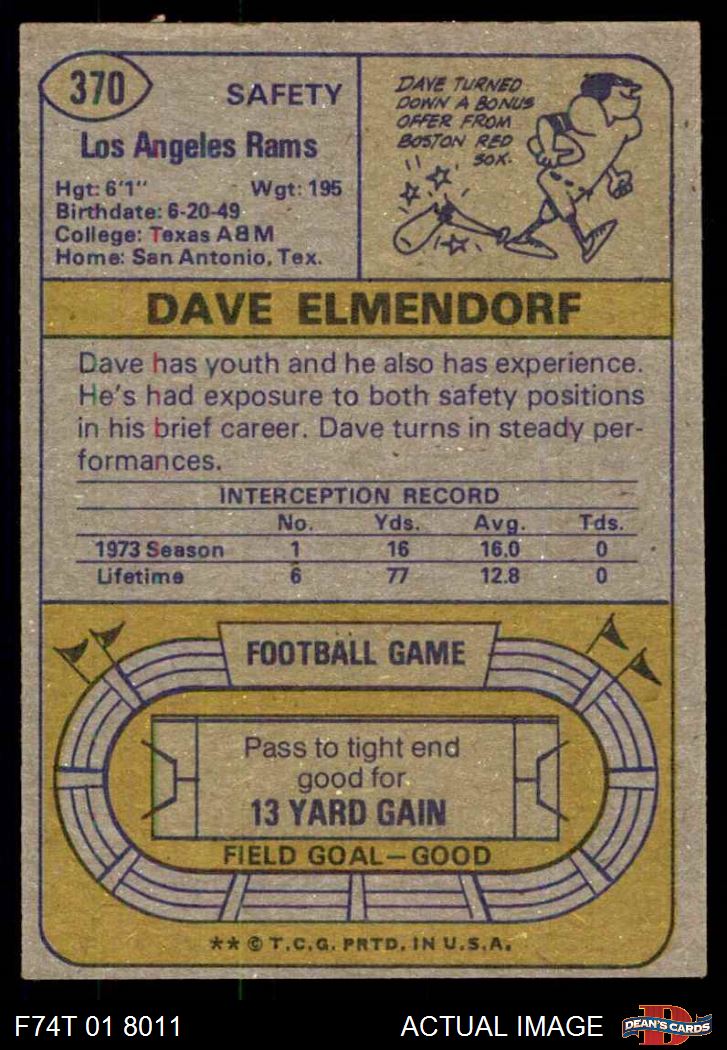 370
SAFETY
Los Angeles Rams
Hgt: 6'1" Wgt: 195
Birthdate: 6-20-49
College: Texas A&M
Home: San Antonio, Tex.
DAVE TURNED
DOWN A BONUS
OFFER FROM
BOSTON RED
SOX.
DAVE ELMENDORF
Dave has youth and he also has experience.
He's had exposure to both safety positions
in his brief career. Dave turns in steady per-
formances.
INTERCEPTION RECORD
No. Yds. Avg. Tds.
1973 Season 1 16 16.0 0
Lifetime 6 77 12.8 0
FOOTBALL GAME
Pass to tight end
good for
13 YARD GAIN
FIELD GOAL—GOOD
** © T.C.G. PRTD. IN U.S.A.
F74T 01 8011 ACTUAL IMAGE
D
DEAN'S CARDS